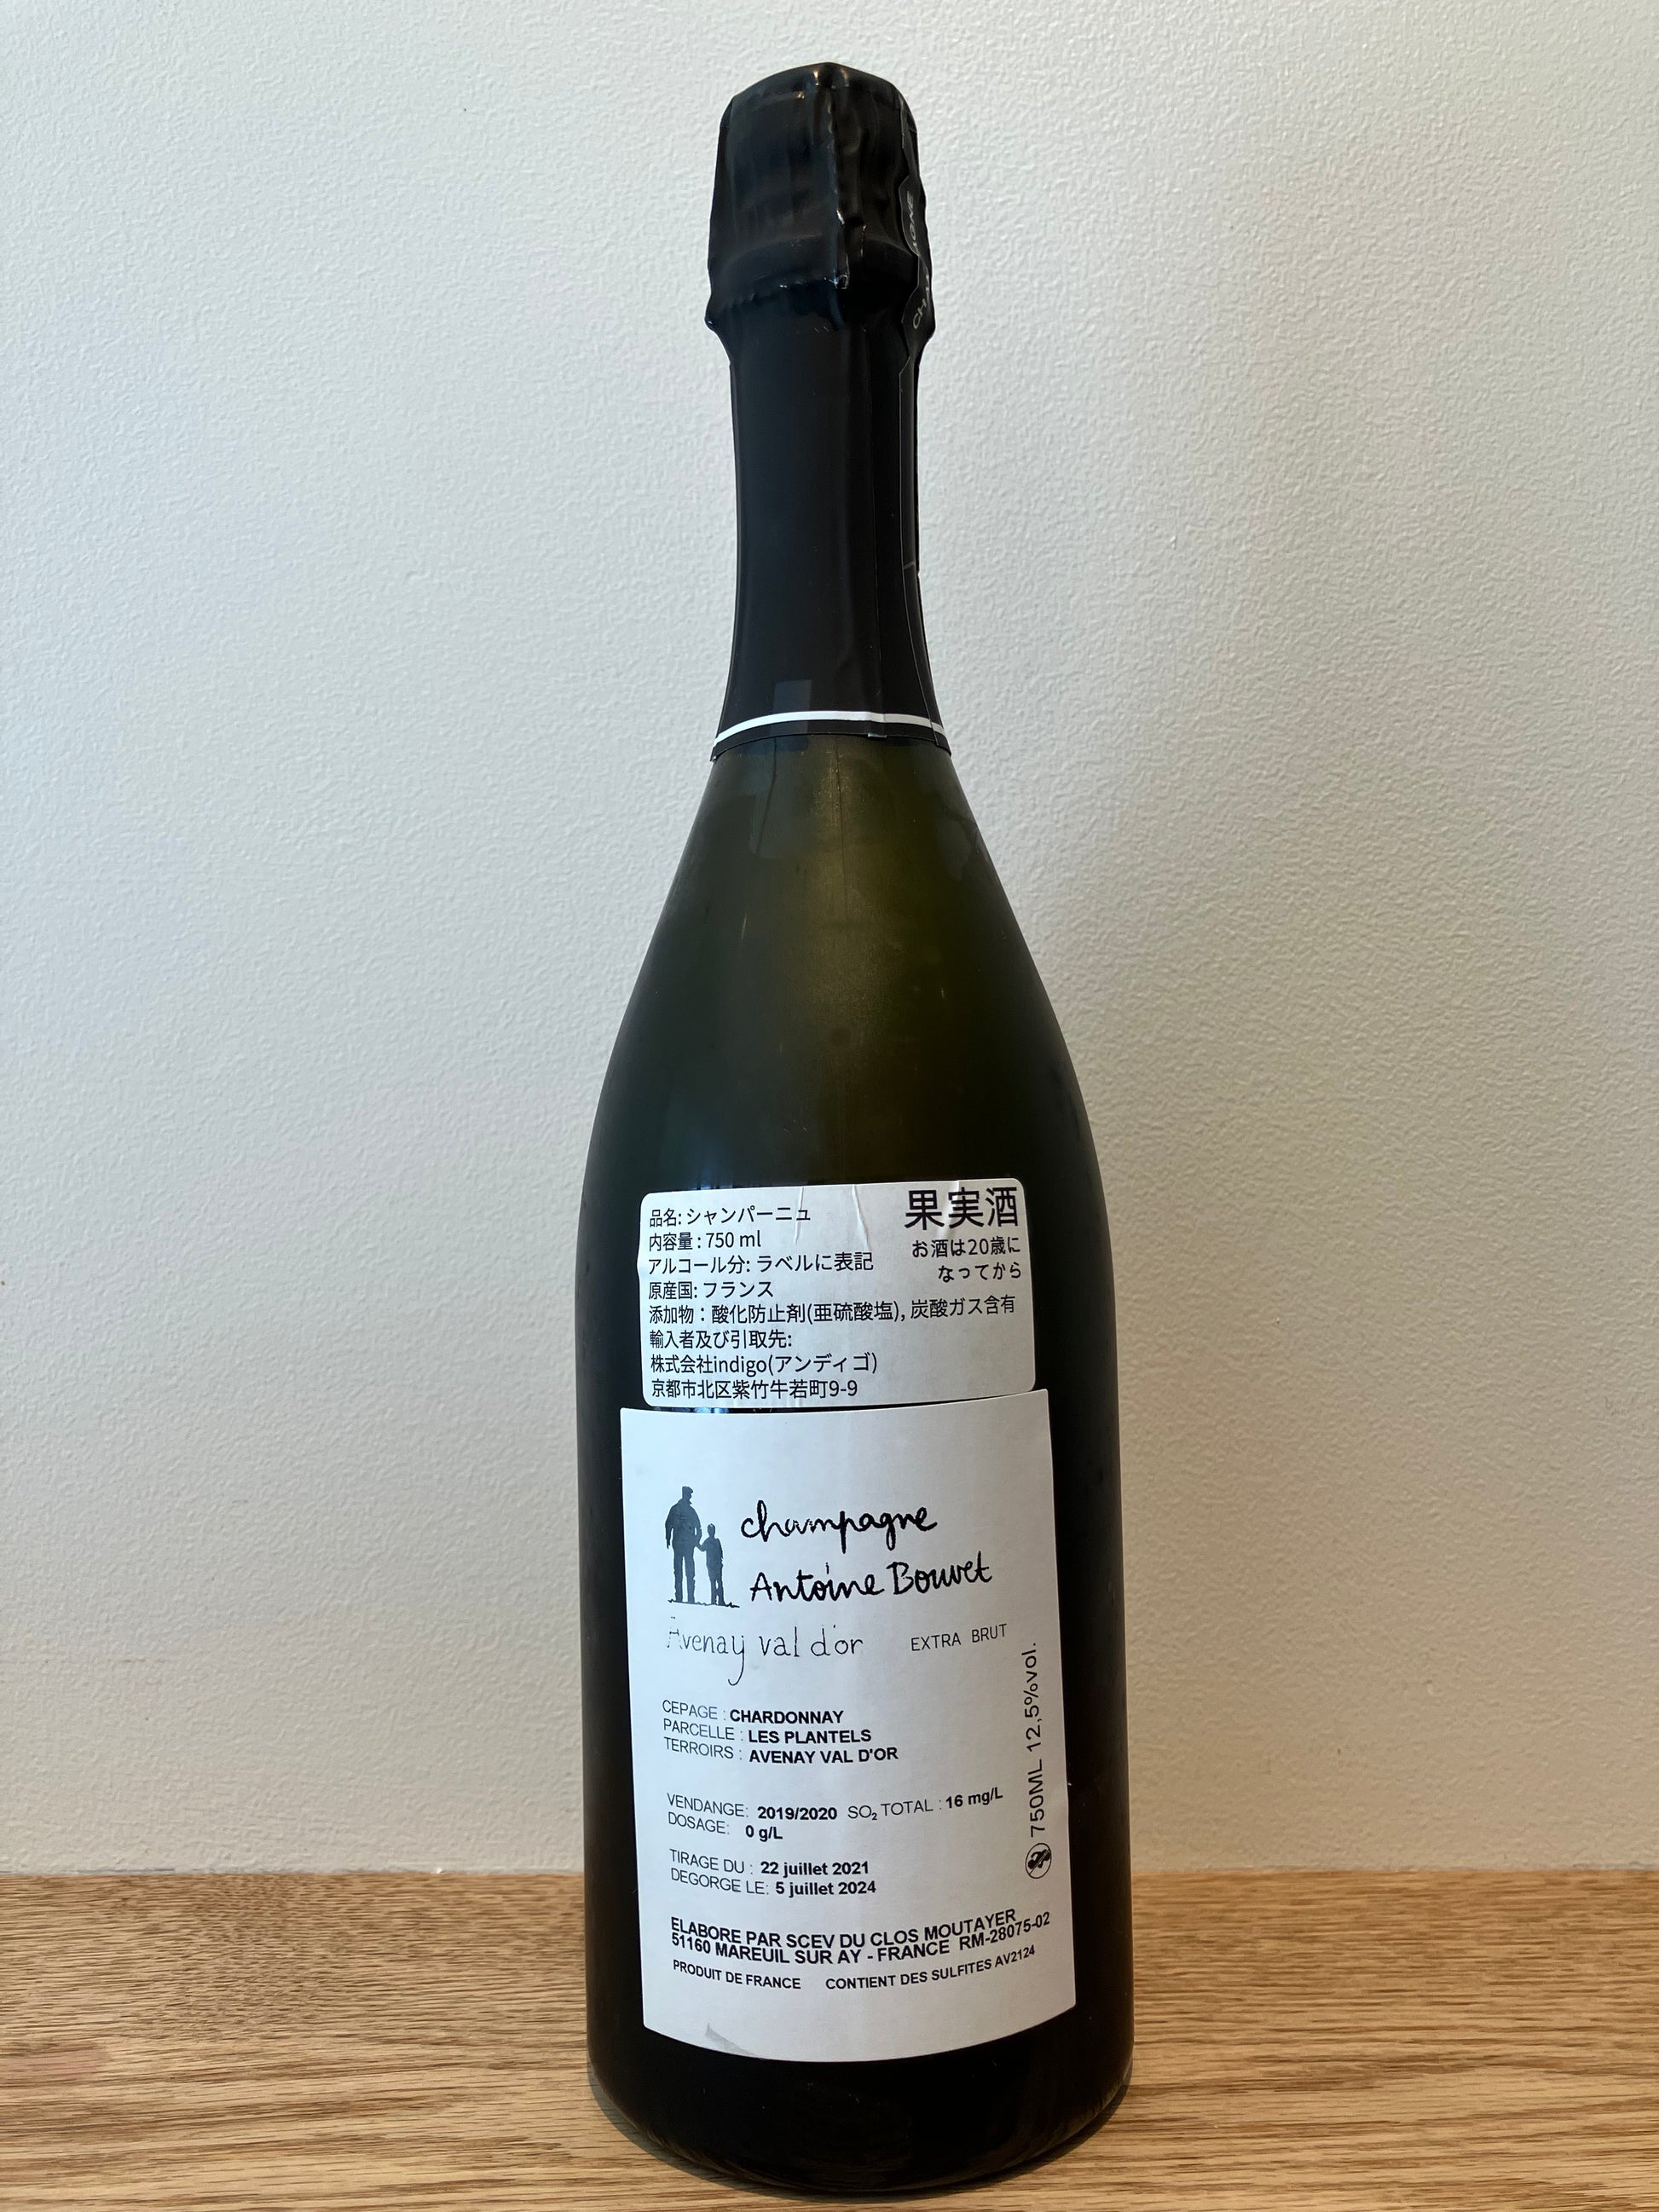 品名: シャンパーニュ
果実酒
内容量 : 750 ml
お酒は20歳に
なってから
アルコール分: ラベルに表記
原産国: フランス
添加物 : 酸化防止剤(亜硫酸塩), 炭酸ガス含有
輸入者及び引取先:
株式会社indigo(アンディゴ)
京都市北区紫竹牛若町9-9
champagne
Antoine Bouvet
Avenay val d'or
EXTRA BRUT
CEPAGE : CHARDONNAY
PARCELLE : LES PLANTELS
TERROIRS : AVENAY VAL D'OR
VENDANGE: 2019/2020 SO₂ TOTAL : 16 mg/L
DOSAGE: 0 g/L
TIRAGE DU : 22 juillet 2021
DEGORGE LE: 5 juillet 2024
750ML 12,5%vol.
ELABORE PAR SCEV DU CLOS MOUTAYER
51160 MAREUIL SUR AY - FRANCE RM-28075-02
PRODUIT DE FRANCE CONTIENT DES SULFITES AV2124